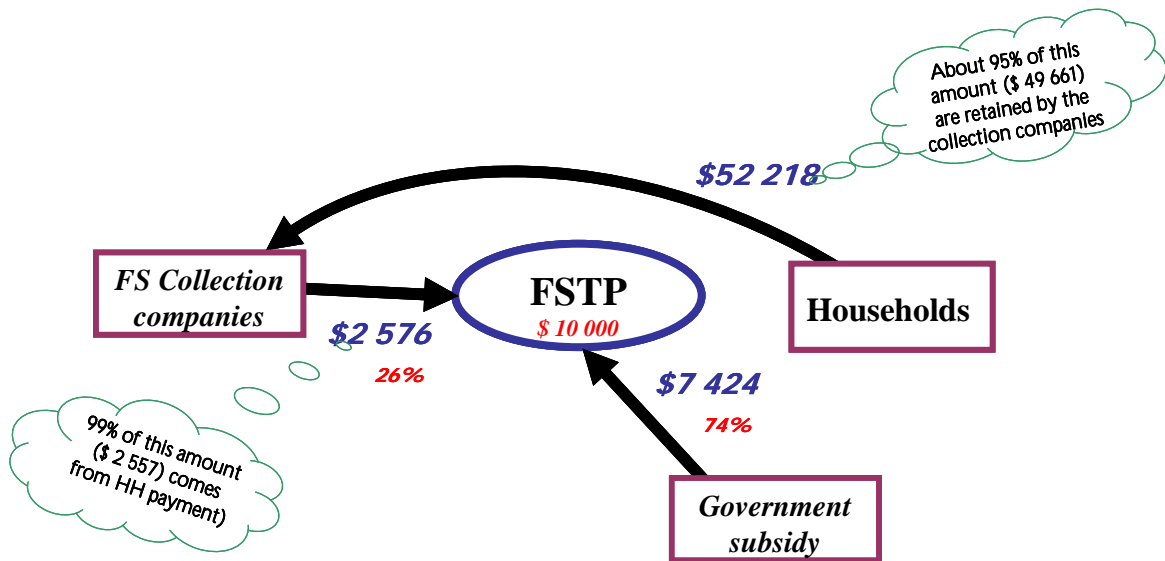 About 95% of this
amount ($ 49 661)
are retained by the
collection companies
$52 218
FS Collection
companies
FSTP
$ 10 000
Households
$2 576
26%
$7 424
74%
99% of this amount
($ 2 557) comes
from HH payment)
Government
subsidy